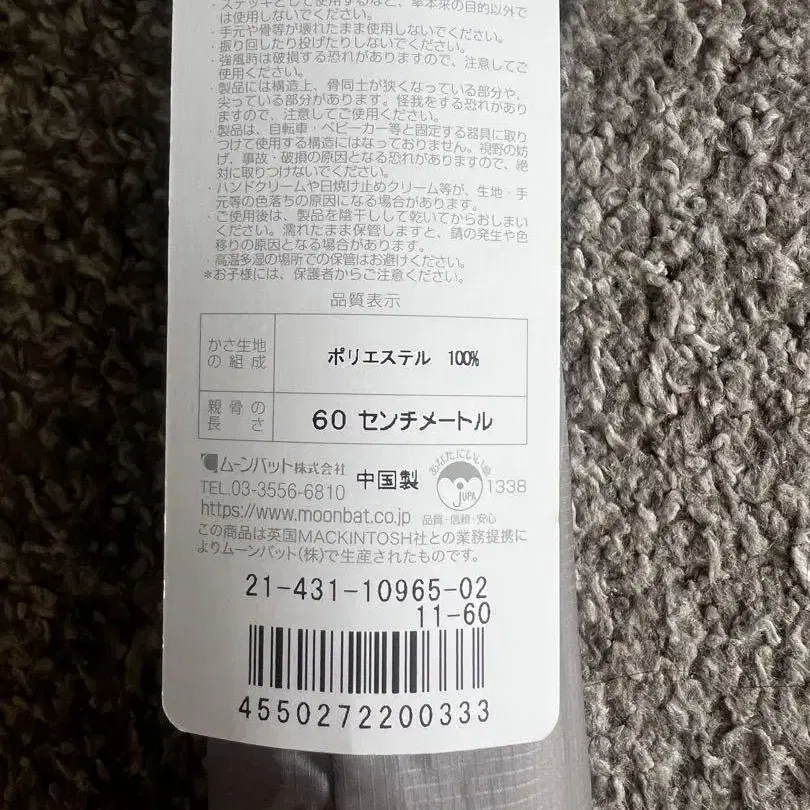 ・ステッキとして使用するなど、傘本来の目的以外で
は使用しないでください。
・手元や骨等が壊れたまま使用しないでください。
・振り回したり投げたりしないでください。
・強風時は破損する恐れがありますので、注意してご
使用ください。
・製品には構造上、骨同士が狭くなっている部分や、
尖っている部分があります。怪我をする恐れがあり
ますので、注意してご使用ください。
・製品は、自転車・ベビーカー等と固定する器具に取り
つけて使用する構造にはなっておりません。視野の妨
げ、事故・破損の原因となる恐れがありますので、絶
対に取りつけないでください。
・ハンドクリームや日焼け止めクリーム等が、生地・手
元等の色落ちの原因になる場合があります。
・ご使用後は、製品を陰干しして乾いてからおしまい
ください。濡れたまま保管しますと、錆の発生や色
移りの原因となる場合があります。
・高温多湿の場所での保管はお避けください。
*お子様には、保護者からご注意ください。
品質表示
かさ生地
の組成
ポリエステル 100%
親骨の
長さ
60 センチメートル
ムーンバット株式会社
TEL.03-3556-6810
中国製
あなたにいい傘
JUPA
1338
品質・信頼・安心
https://www.moonbat.co.jp
この商品は英国MACKINTOSH社との業務提携に
よりムーンバット(株)で生産されたものです。
21-431-10965-02
11-60
4550272200333